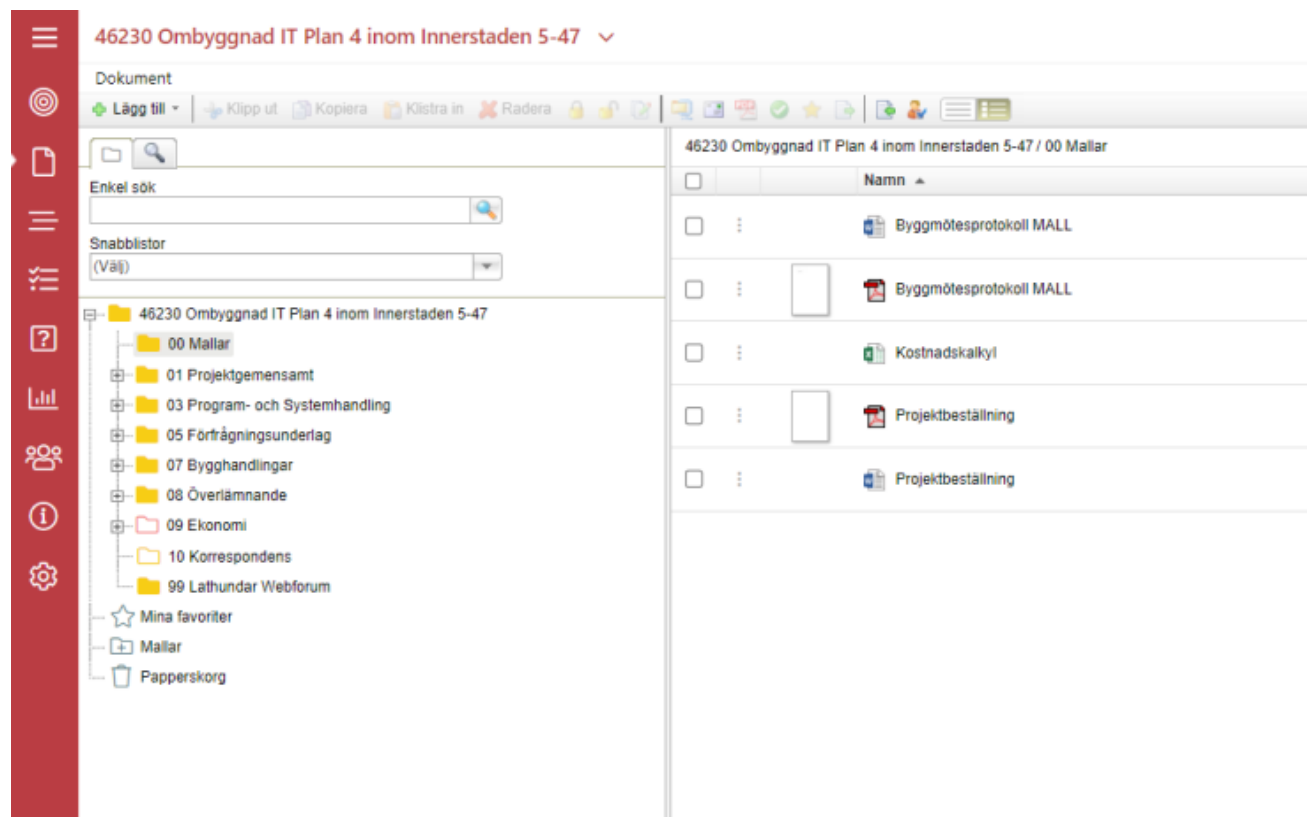 46230 Ombyggnad IT Plan 4 inom Innerstaden 5-47
Dokument
Lägg till Klipp ut Kopiera Klistra in Radera
Enkel sök
Snabblistor
(Välj)
46230 Ombyggnad IT Plan 4 inom Innerstaden 5-47
00 Mallar
01 Projektgemensamt
03 Program- och Systemhandling
05 Förfrågningsunderlag
07 Bygghandlingar
08 Överlämnande
09 Ekonomi
10 Korrespondens
99 Lathundar Webforum
Mina favoriter
Mallar
Papperskorg
46230 Ombyggnad IT Plan 4 inom Innerstaden 5-47 / 00 Mallar
Namn
Byggmötesprotokoll MALL
Byggmötesprotokoll MALL
Kostnadskalkyl
Projektbeställning
Projektbeställning